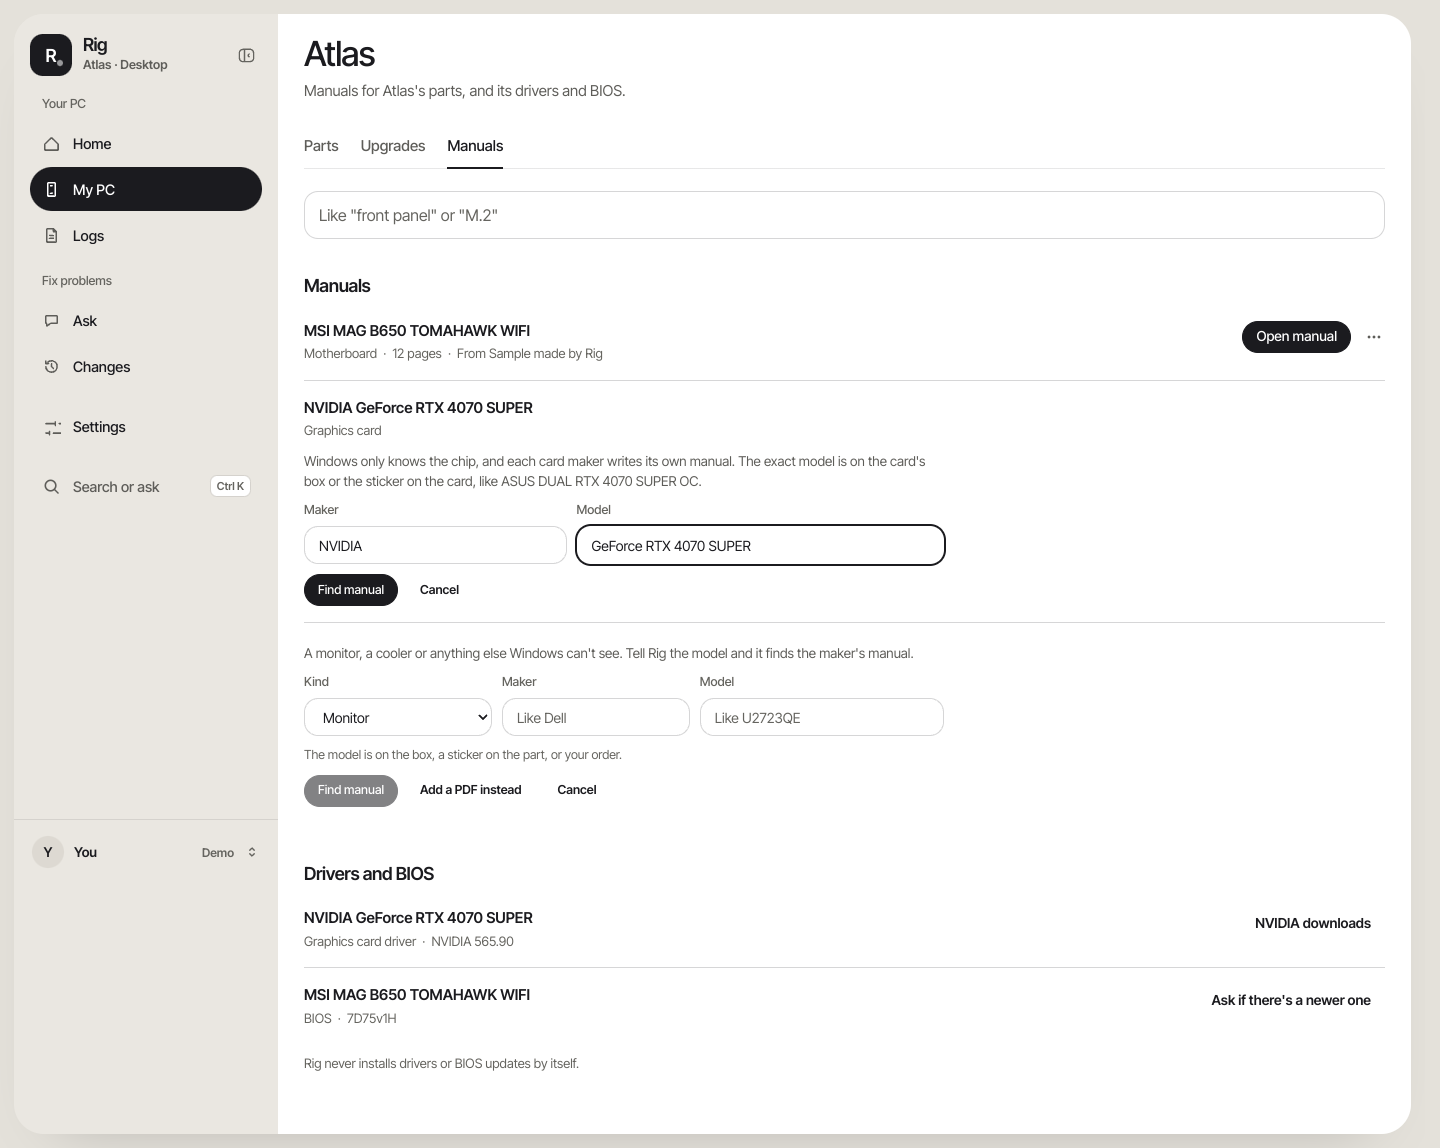 R.
Rig
Atlas · Desktop
Your PC
Home
My PC
Logs
Fix problems
Ask
Changes
Settings
Search or ask
Ctrl K
Y
You
Demo
Atlas
Manuals for Atlas's parts, and its drivers and BIOS.
Parts
Upgrades
Manuals
Like "front panel" or "M.2"
Manuals
MSI MAG B650 TOMAHAWK WIFI
Motherboard · 12 pages · From Sample made by Rig
Open manual
NVIDIA GeForce RTX 4070 SUPER
Graphics card
Windows only knows the chip, and each card maker writes its own manual. The exact model is on the card's
box or the sticker on the card, like ASUS DUAL RTX 4070 SUPER OC.
Maker
Model
NVIDIA
GeForce RTX 4070 SUPER
Find manual
Cancel
A monitor, a cooler or anything else Windows can't see. Tell Rig the model and it finds the maker's manual.
Kind
Maker
Model
Monitor
Like Dell
Like U2723QE
The model is on the box, a sticker on the part, or your order.
Find manual
Add a PDF instead
Cancel
Drivers and BIOS
NVIDIA GeForce RTX 4070 SUPER
Graphics card driver · NVIDIA 565.90
NVIDIA downloads
MSI MAG B650 TOMAHAWK WIFI
BIOS · 7D75v1H
Ask if there's a newer one
Rig never installs drivers or BIOS updates by itself.